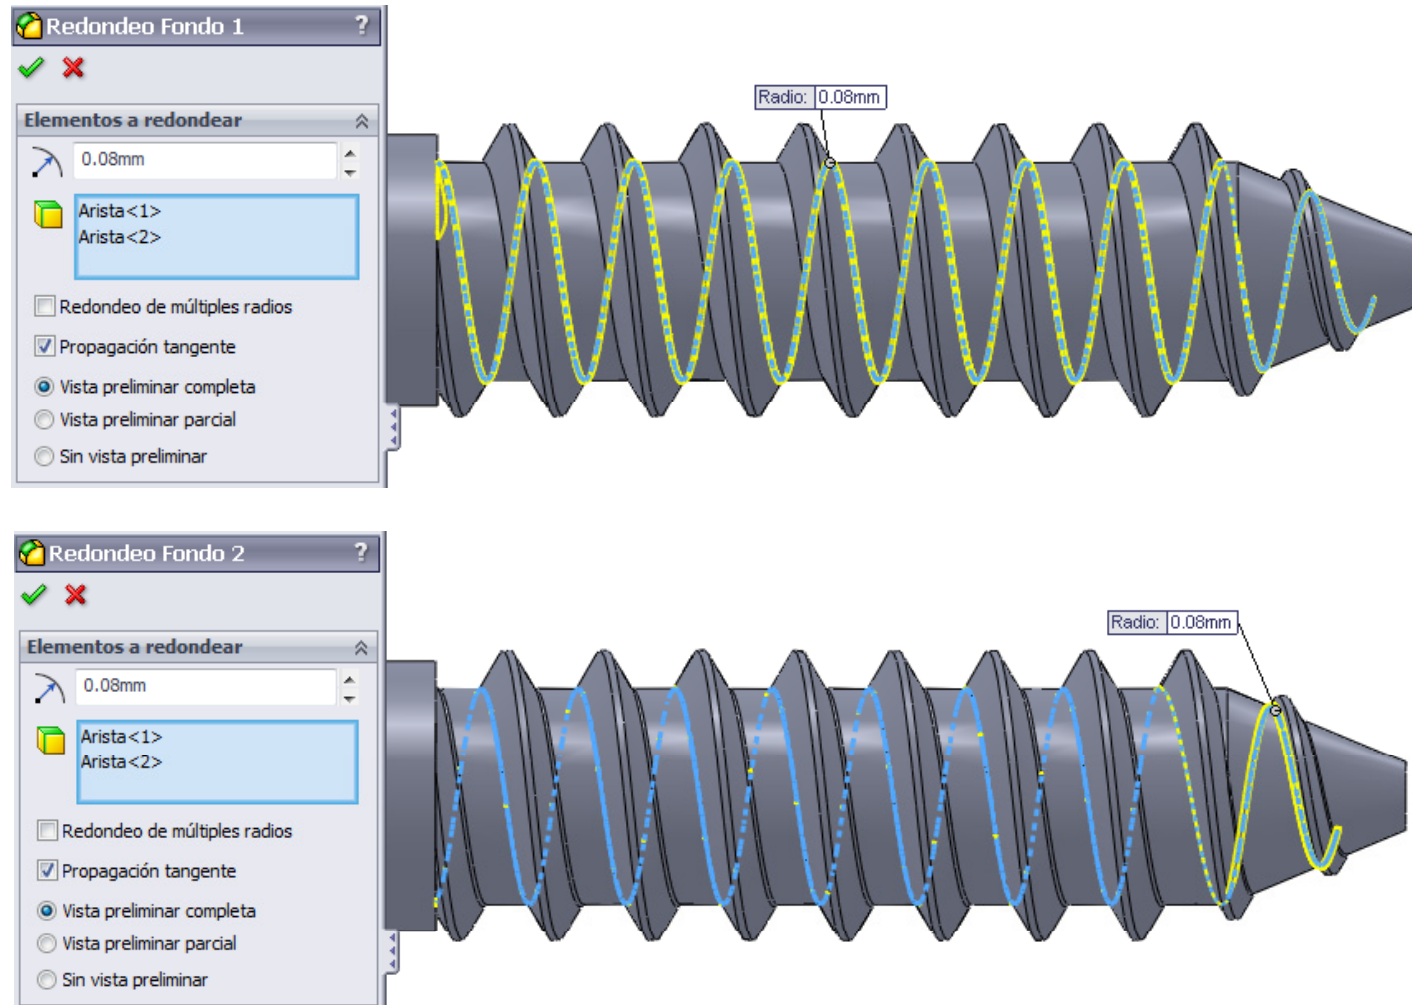 Redondeo Fondo 1 ?
Elementos a redondear
0.08mm
Arista<1>
Arista<2>
Redondeo de múltiples radios
Propagación tangente
Vista preliminar completa
Vista preliminar parcial
Sin vista preliminar
Radio: 0.08mm
Redondeo Fondo 2 ?
Elementos a redondear
0.08mm
Arista<1>
Arista<2>
Redondeo de múltiples radios
Propagación tangente
Vista preliminar completa
Vista preliminar parcial
Sin vista preliminar
Radio: 0.08mm